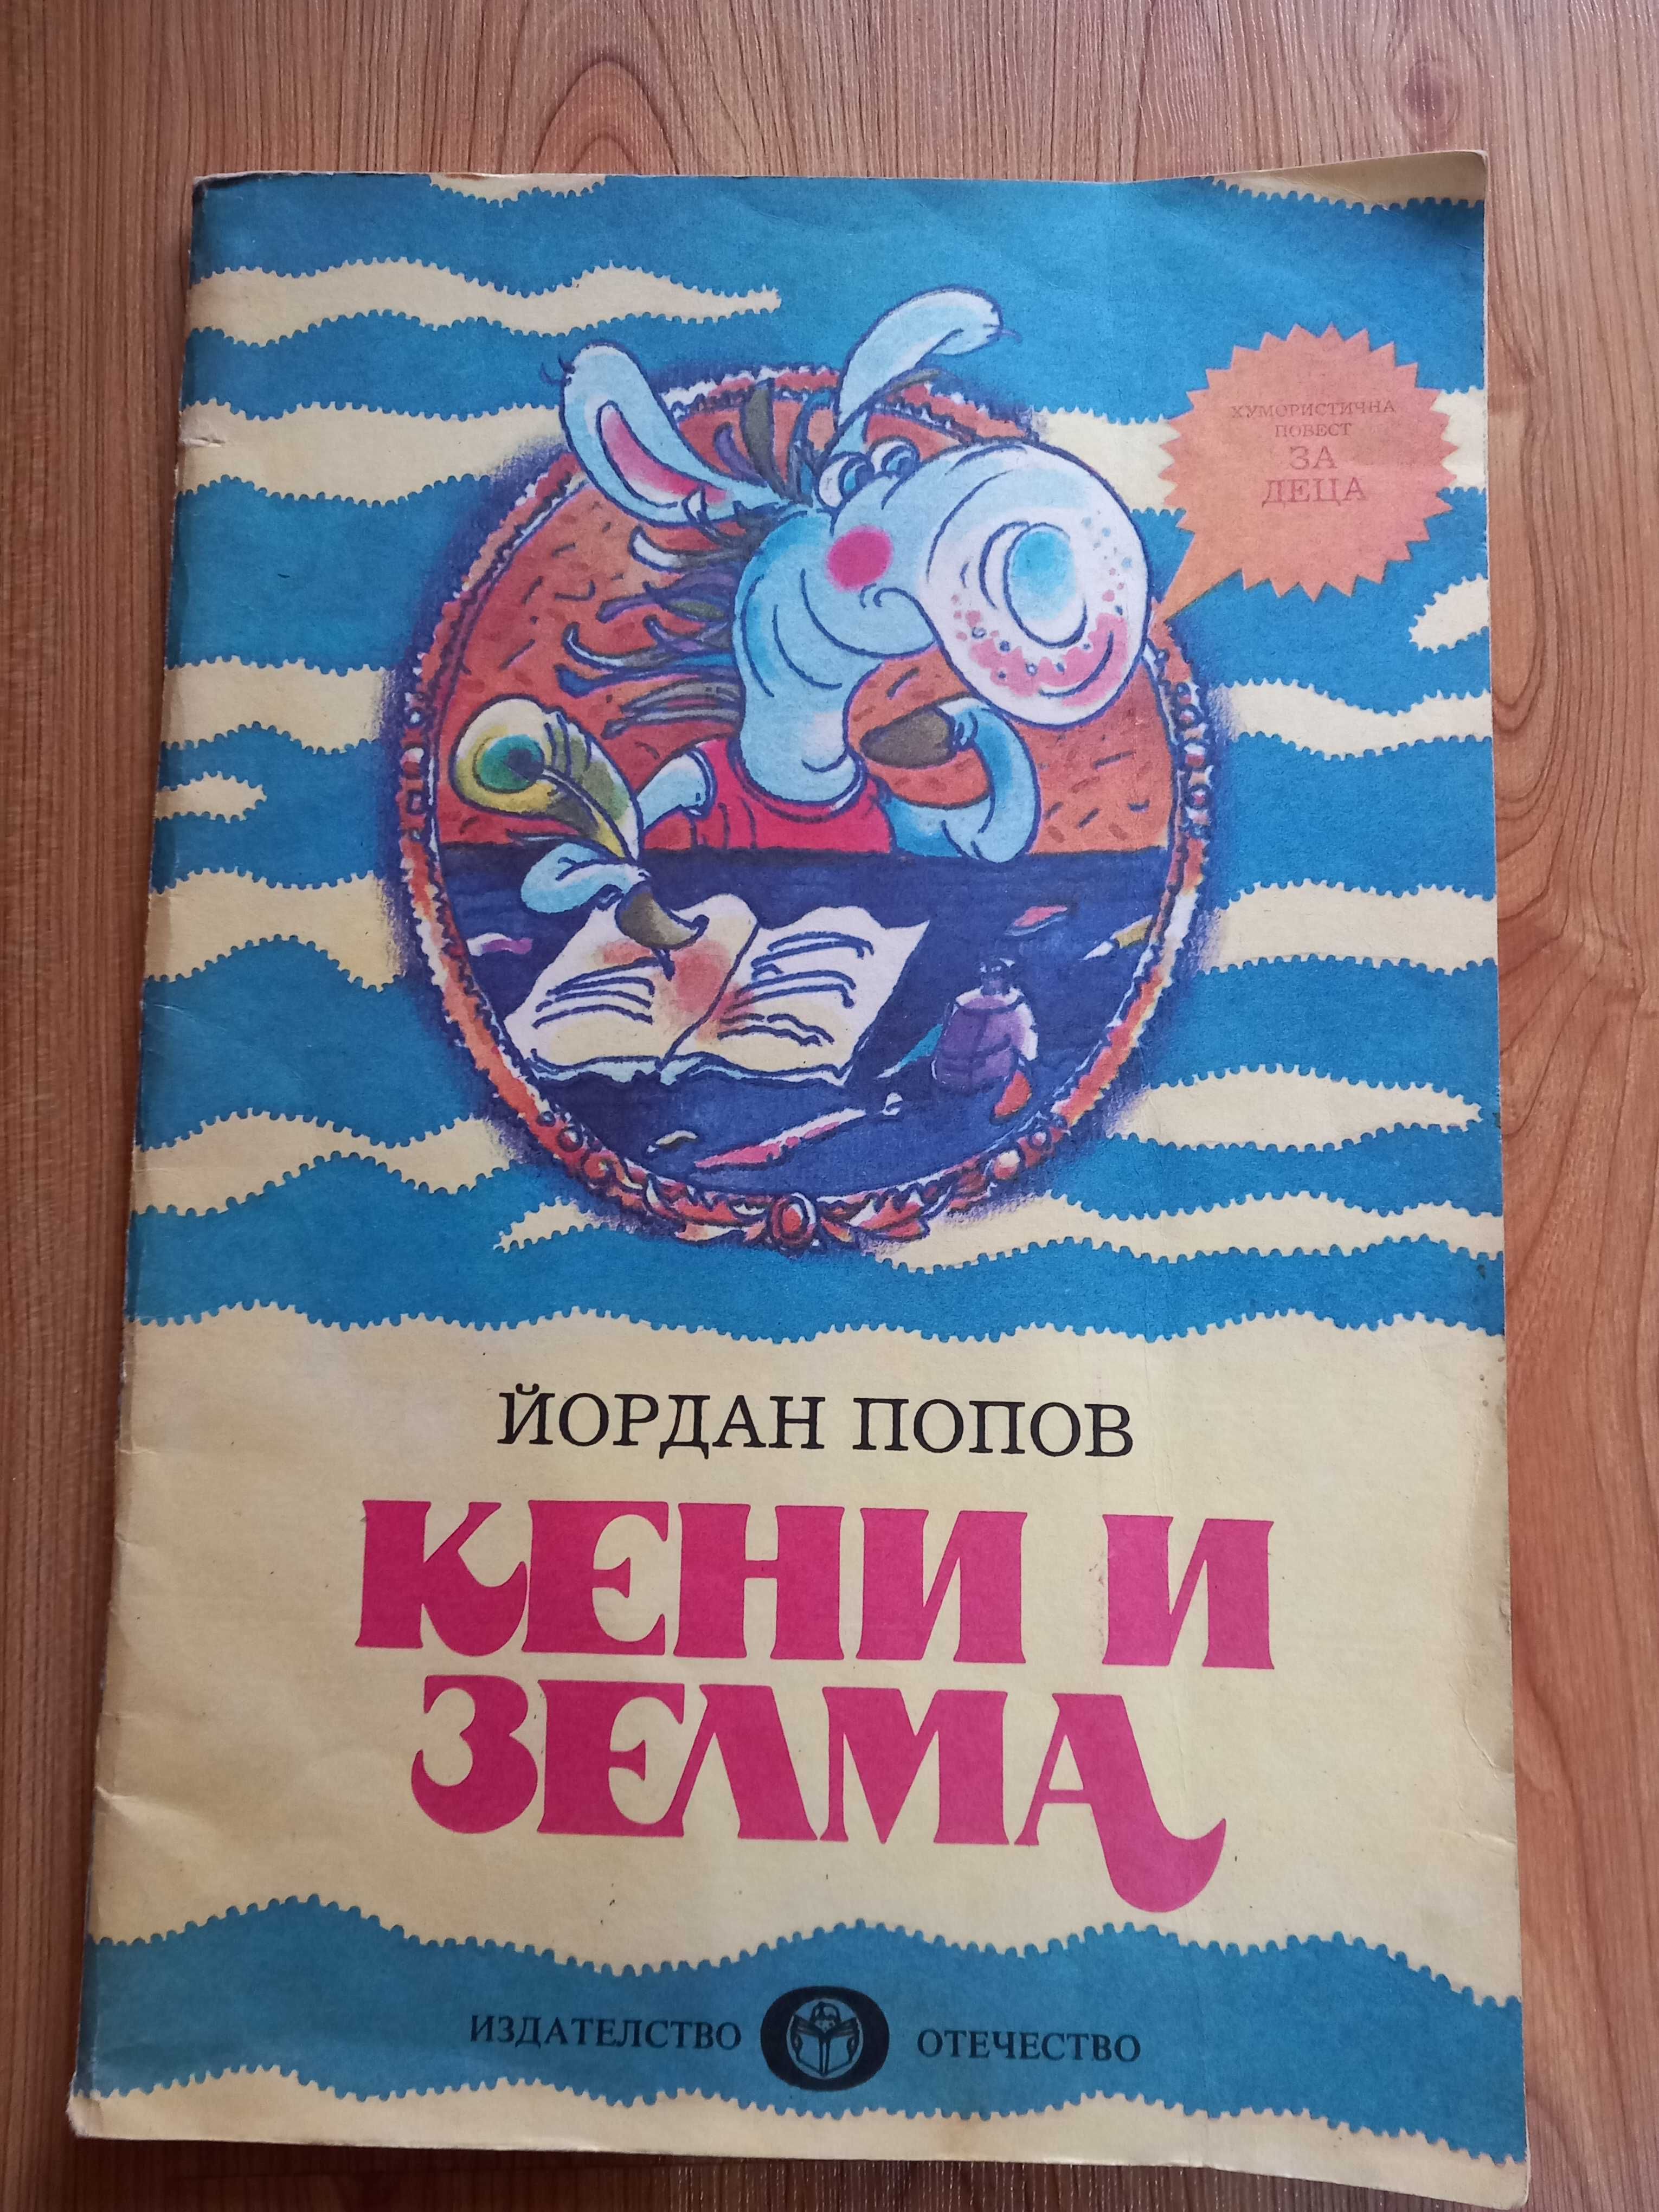 ХУМОРИСТИЧНА
ПОВЕСТ
ЗА
ДЕЦА
ЙОРДАН ПОПОВ
КЕНИ И
ЗЕЛМА
ИЗДАТЕЛСТВО ОТЕЧЕСТВО